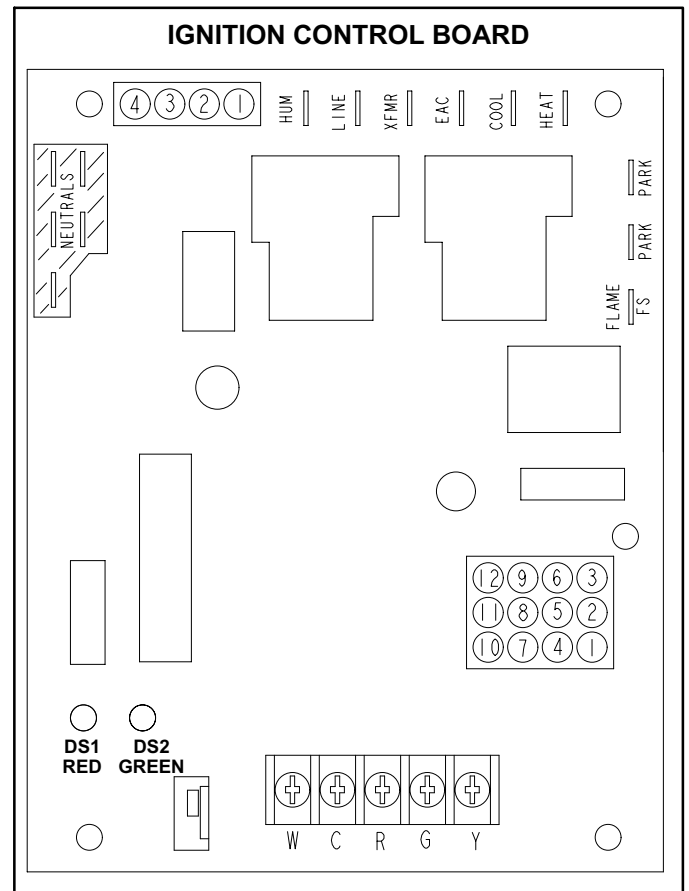 IGNITION CONTROL BOARD
4 3 2 1
HUM
LINE
XFMR
EAC
COOL
HEAT
NEUTRALS
PARK
PARK
FLAME
FS
12 9 6 3
11 8 5 2
10 7 4 1
DS1 DS2
RED GREEN
W C R G Y